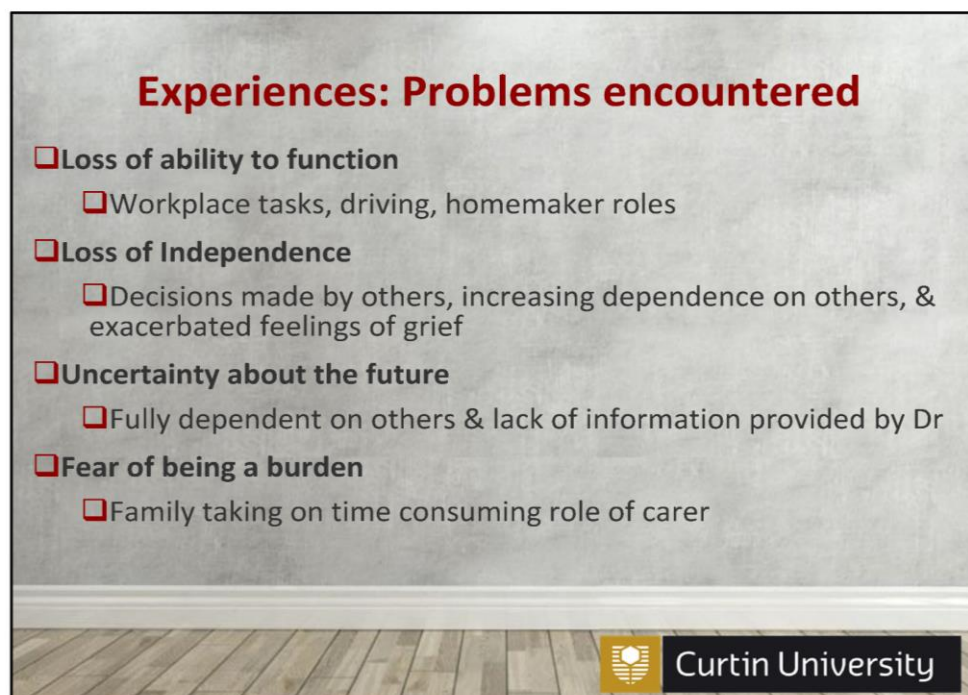 Experiences: Problems encountered
❑Loss of ability to function
❑Workplace tasks, driving, homemaker roles
❑Loss of Independence
❑Decisions made by others, increasing dependence on others, &
exacerbated feelings of grief
❑Uncertainty about the future
❑Fully dependent on others & lack of information provided by Dr
❑Fear of being a burden
❑Family taking on time consuming role of carer
Curtin University